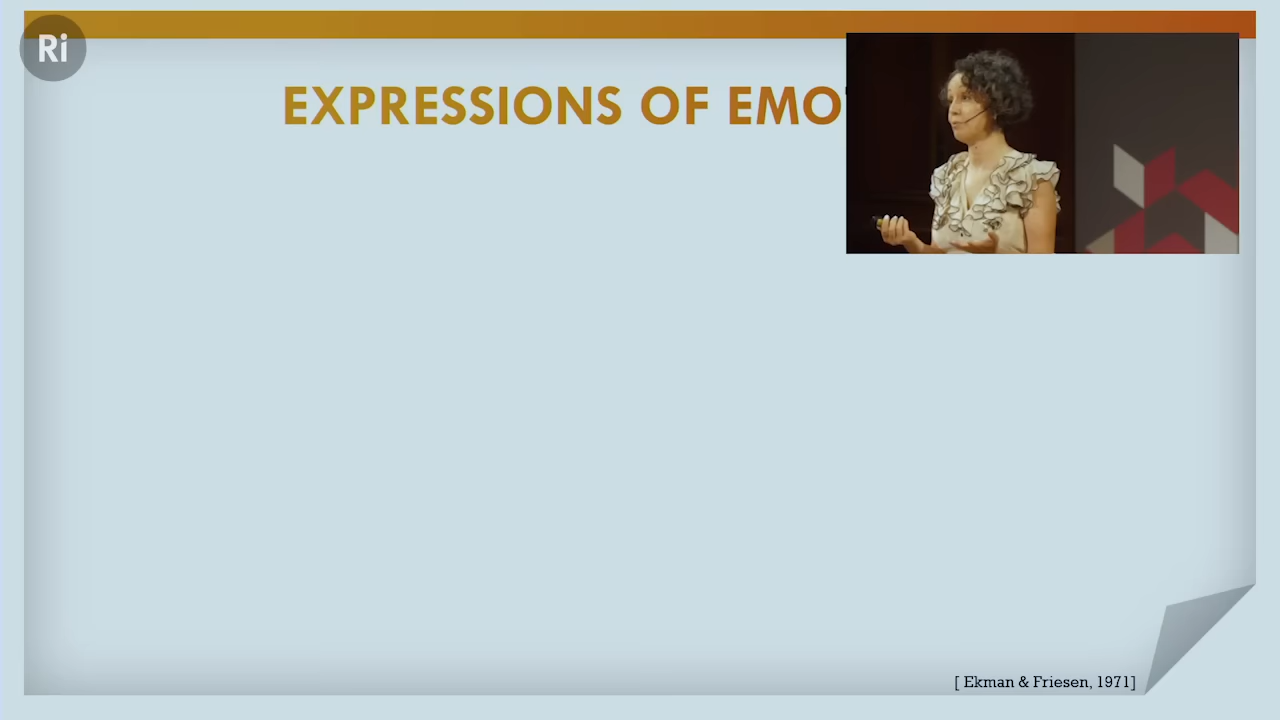 Ri
EXPRESSIONS OF EMO
[ Ekman & Friesen, 1971]